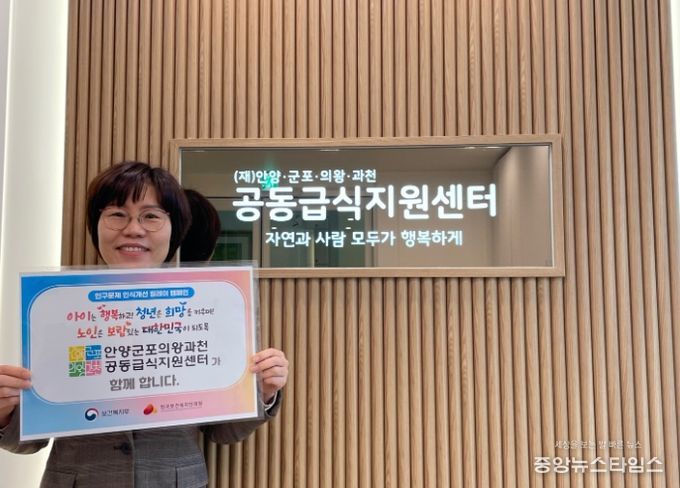 (재)안양·군포·의왕·과천
공동급식지원센터
자연과 사람 모두가 행복하게
인구문제 인식개선 릴레이 캠페인
아이는 행복하고! 청년은 희망을 키우며!
노인은 보람있는 대한민국이 되도록
안양군포의왕과천
공동급식지원센터가
함께 합니다.
보건복지부
세상을 보는 발 빠른 뉴스
중앙뉴스타임스